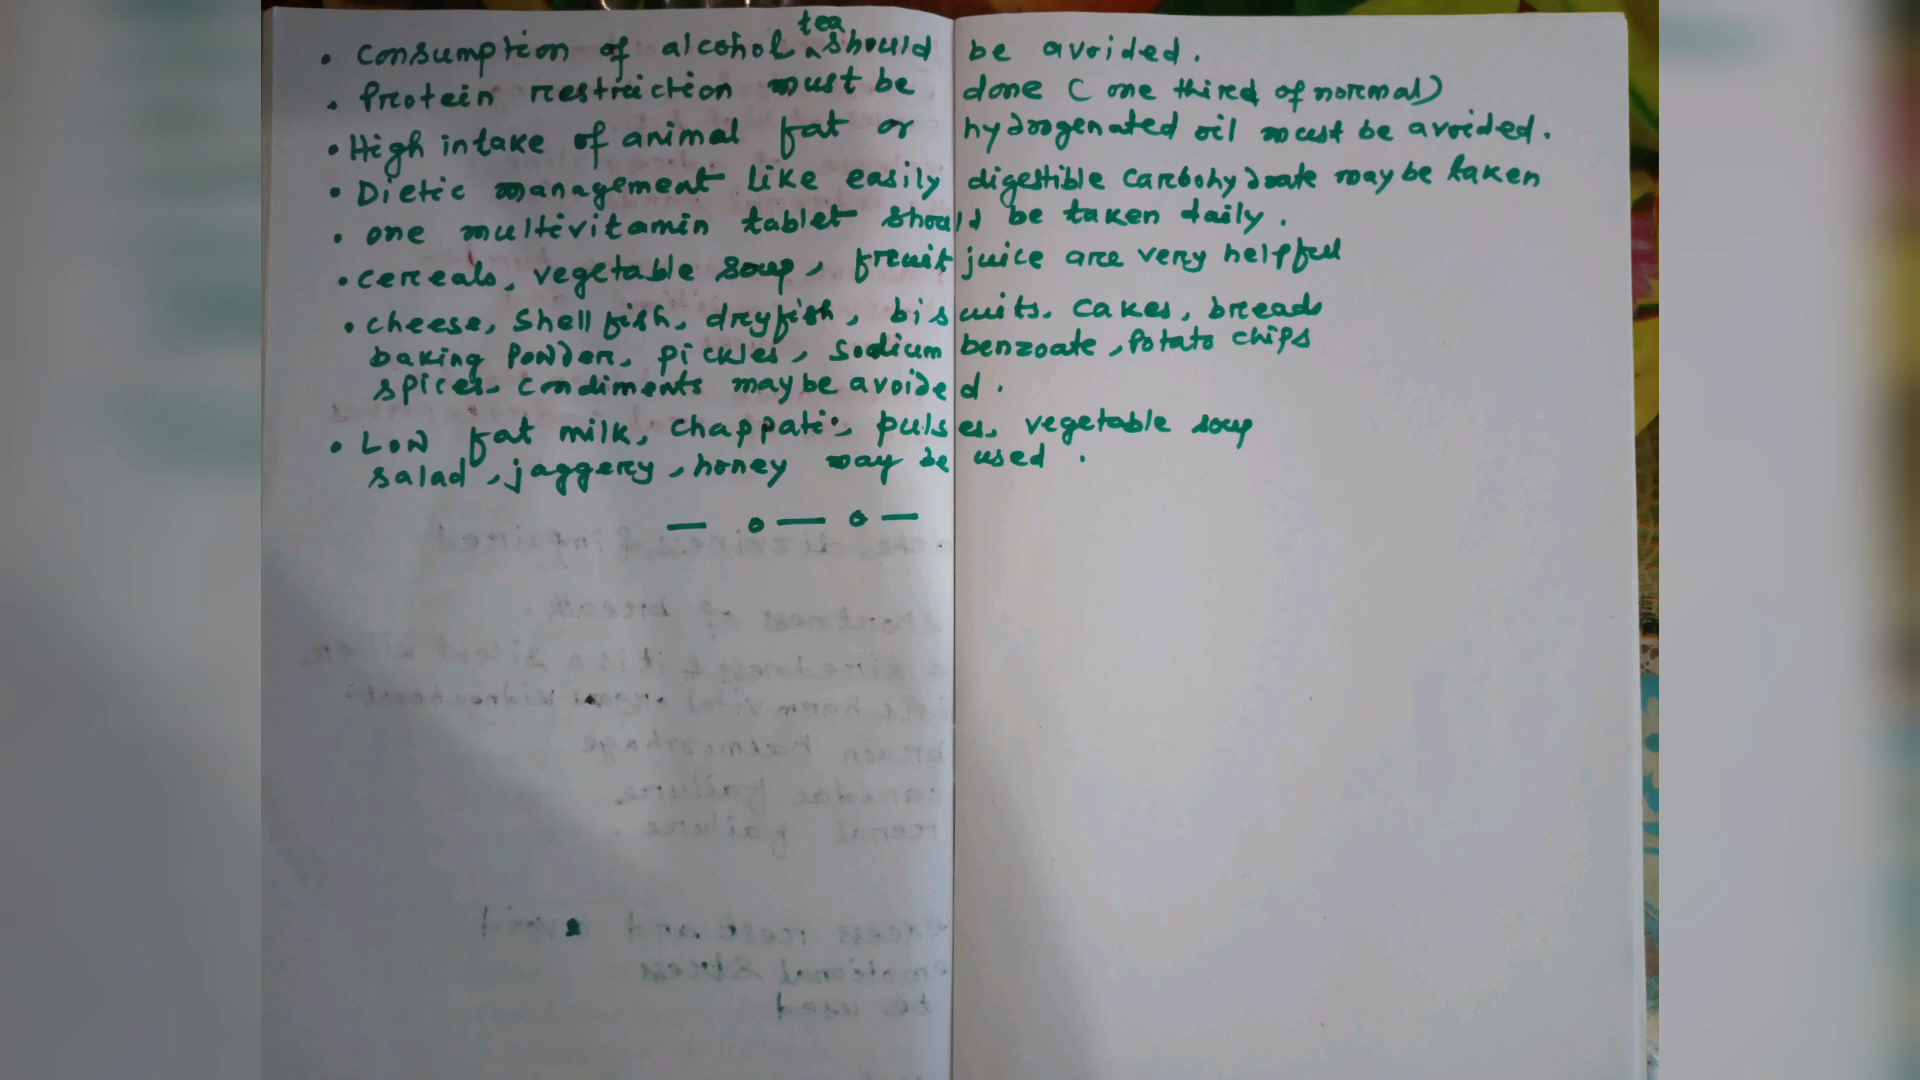 • Consumption of alcohol tea should be avoided.
• Protein restriction must be done (one third of normal)
• High intake of animal fat or hydrogenated oil must be avoided.
• Dietic management like easily digestible carbohydrate may be taken
• one multivitamin tablet should be taken daily.
• cereals, vegetable soup, fruit juice are very helpful
• cheese, shell fish, dryfish, bisuits, cakes, breads
baking powder, pickles, sodium benzoate, potato chips
spices, condiments may be avoided.
• Low fat milk, chappatis, pulses, vegetable soup
salad, jaggery, honey may be used.